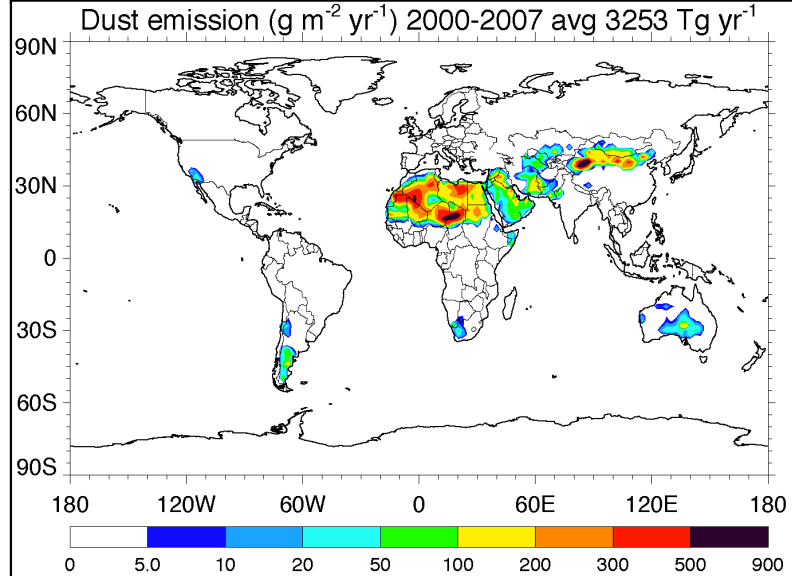 Dust emission (g m⁻² yr⁻¹) 2000-2007 avg 3253 Tg yr⁻¹
90N
60N
30N
0
30S
60S
90S
180 120W 60W 0 60E 120E 180
0 5.0 10 20 50 100 200 300 500 900